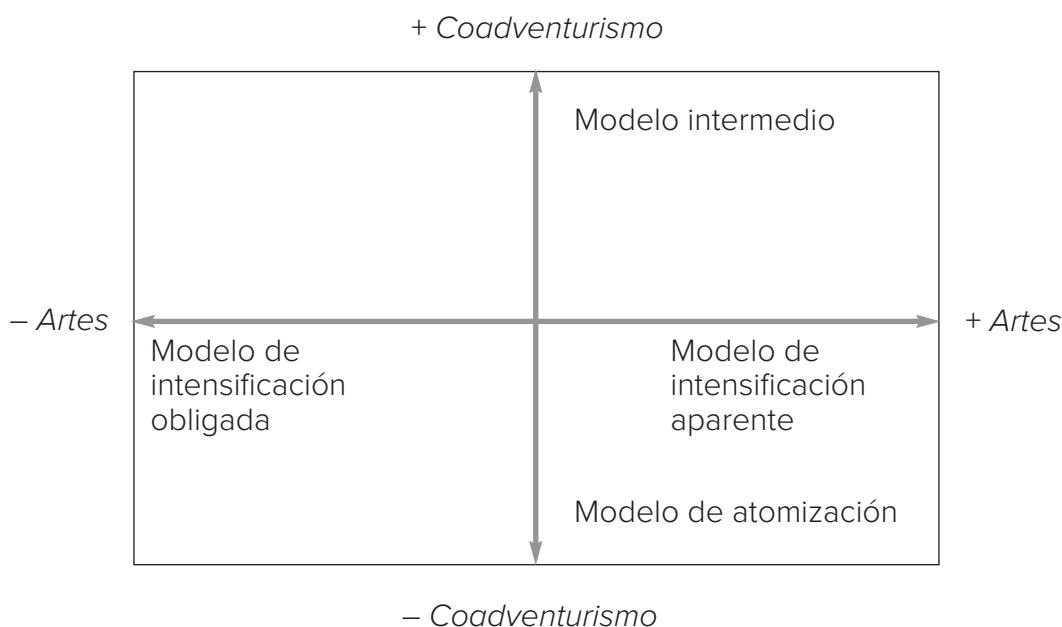 + Coadventurismo
Modelo intermedio
– Artes
+ Artes
Modelo de
intensificación
obligada
Modelo de
intensificación
aparente
Modelo de atomización
– Coadventurismo